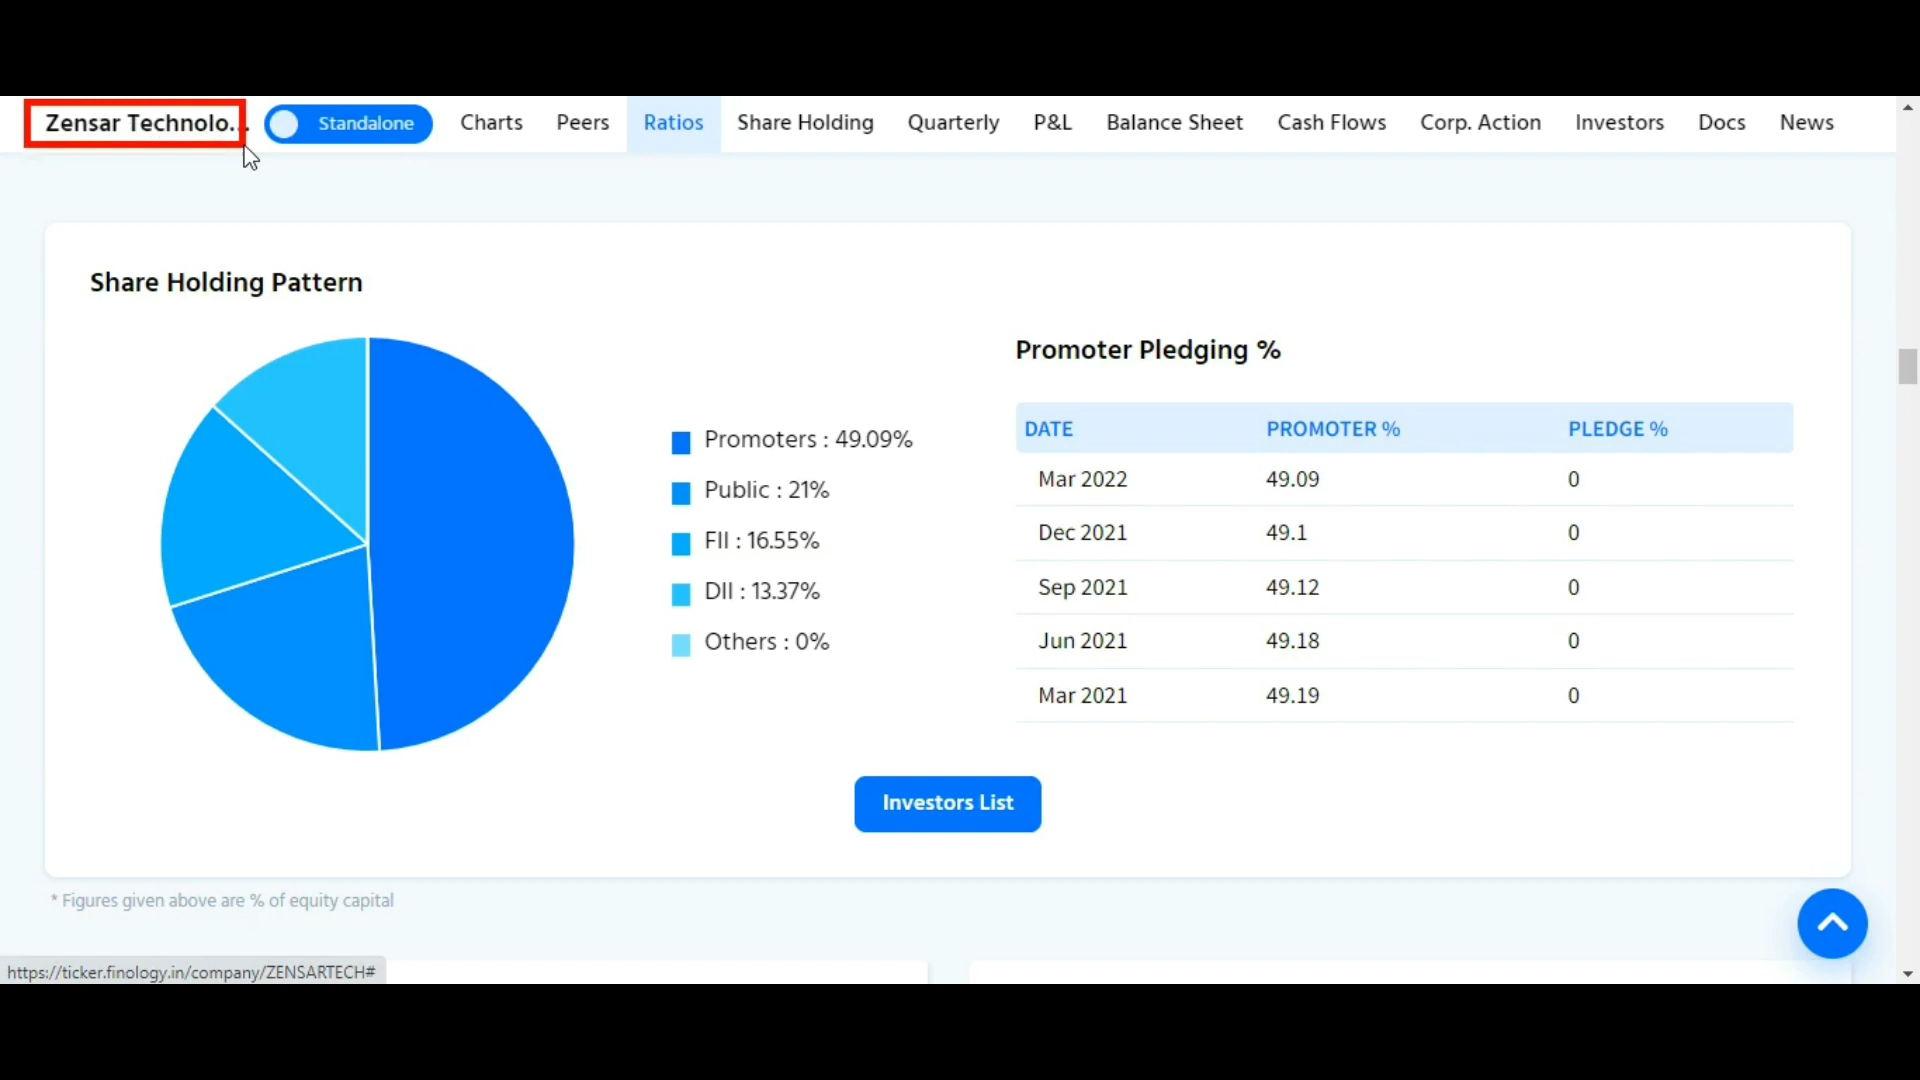 Zensar Technolo... Standalone Charts Peers Ratios Share Holding Quarterly P&L Balance Sheet Cash Flows Corp. Action Investors Docs News
Share Holding Pattern
Promoters : 49.09%
Public : 21%
FII : 16.55%
DII : 13.37%
Others : 0%
Promoter Pledging %
DATE PROMOTER % PLEDGE %
Mar 2022 49.09 0
Dec 2021 49.1 0
Sep 2021 49.12 0
Jun 2021 49.18 0
Mar 2021 49.19 0
Investors List
* Figures given above are % of equity capital
https://ticker.finology.in/company/ZENSARTECH#